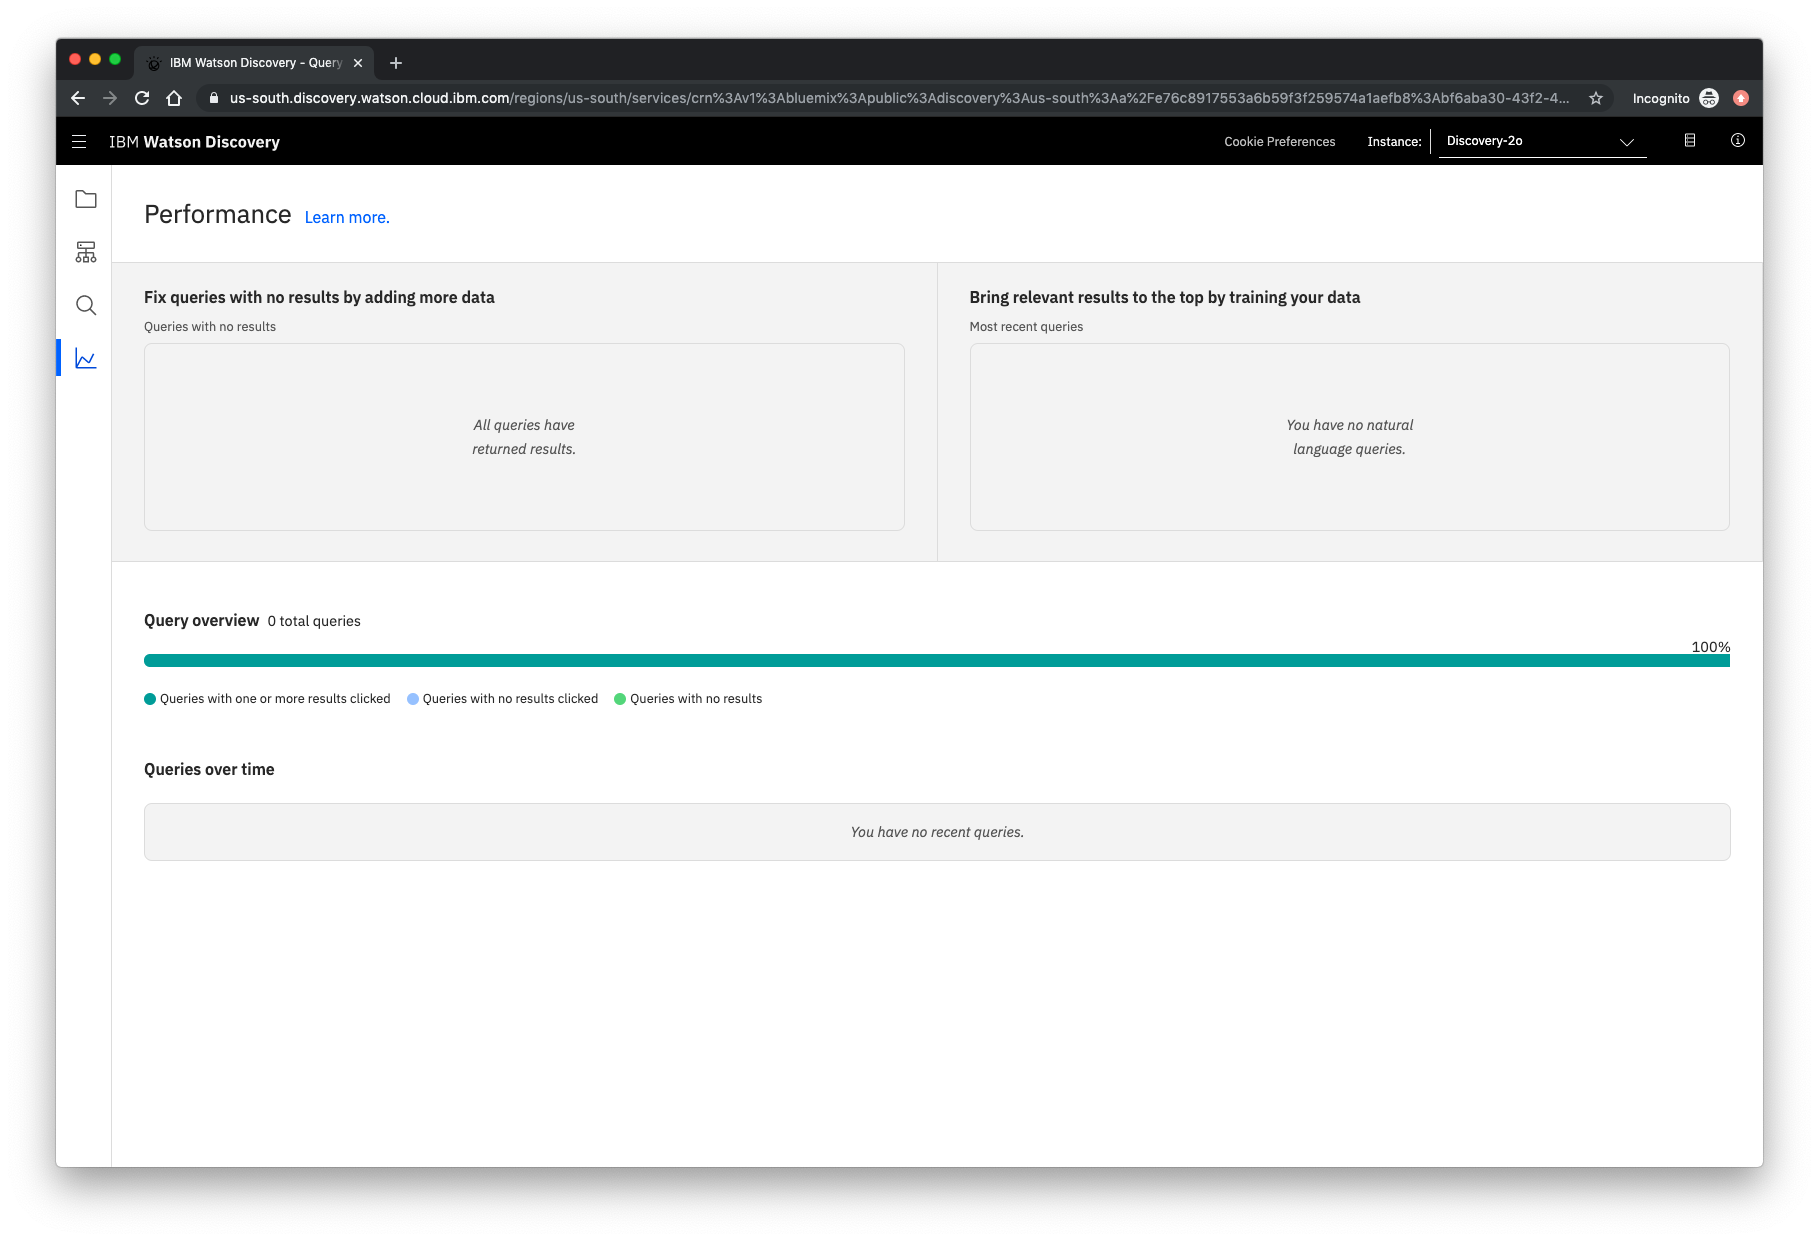 IBM Watson Discovery - Query
us-south.discovery.watson.cloud.ibm.com/regions/us-south/services/crn%3Av1%3Abluemix%3Apublic%3Adiscovery%3Aus-south%3Aa%2Fe76c8917553a6b59f3f259574a1aefb8%3Abf6aba30-43f2-4...
Incognito
IBM Watson Discovery
Cookie Preferences
Instance:
Discovery-2o
Performance Learn more.
Fix queries with no results by adding more data
Queries with no results
All queries have
returned results.
Bring relevant results to the top by training your data
Most recent queries
You have no natural
language queries.
Query overview 0 total queries
100%
Queries with one or more results clicked
Queries with no results clicked
Queries with no results
Queries over time
You have no recent queries.